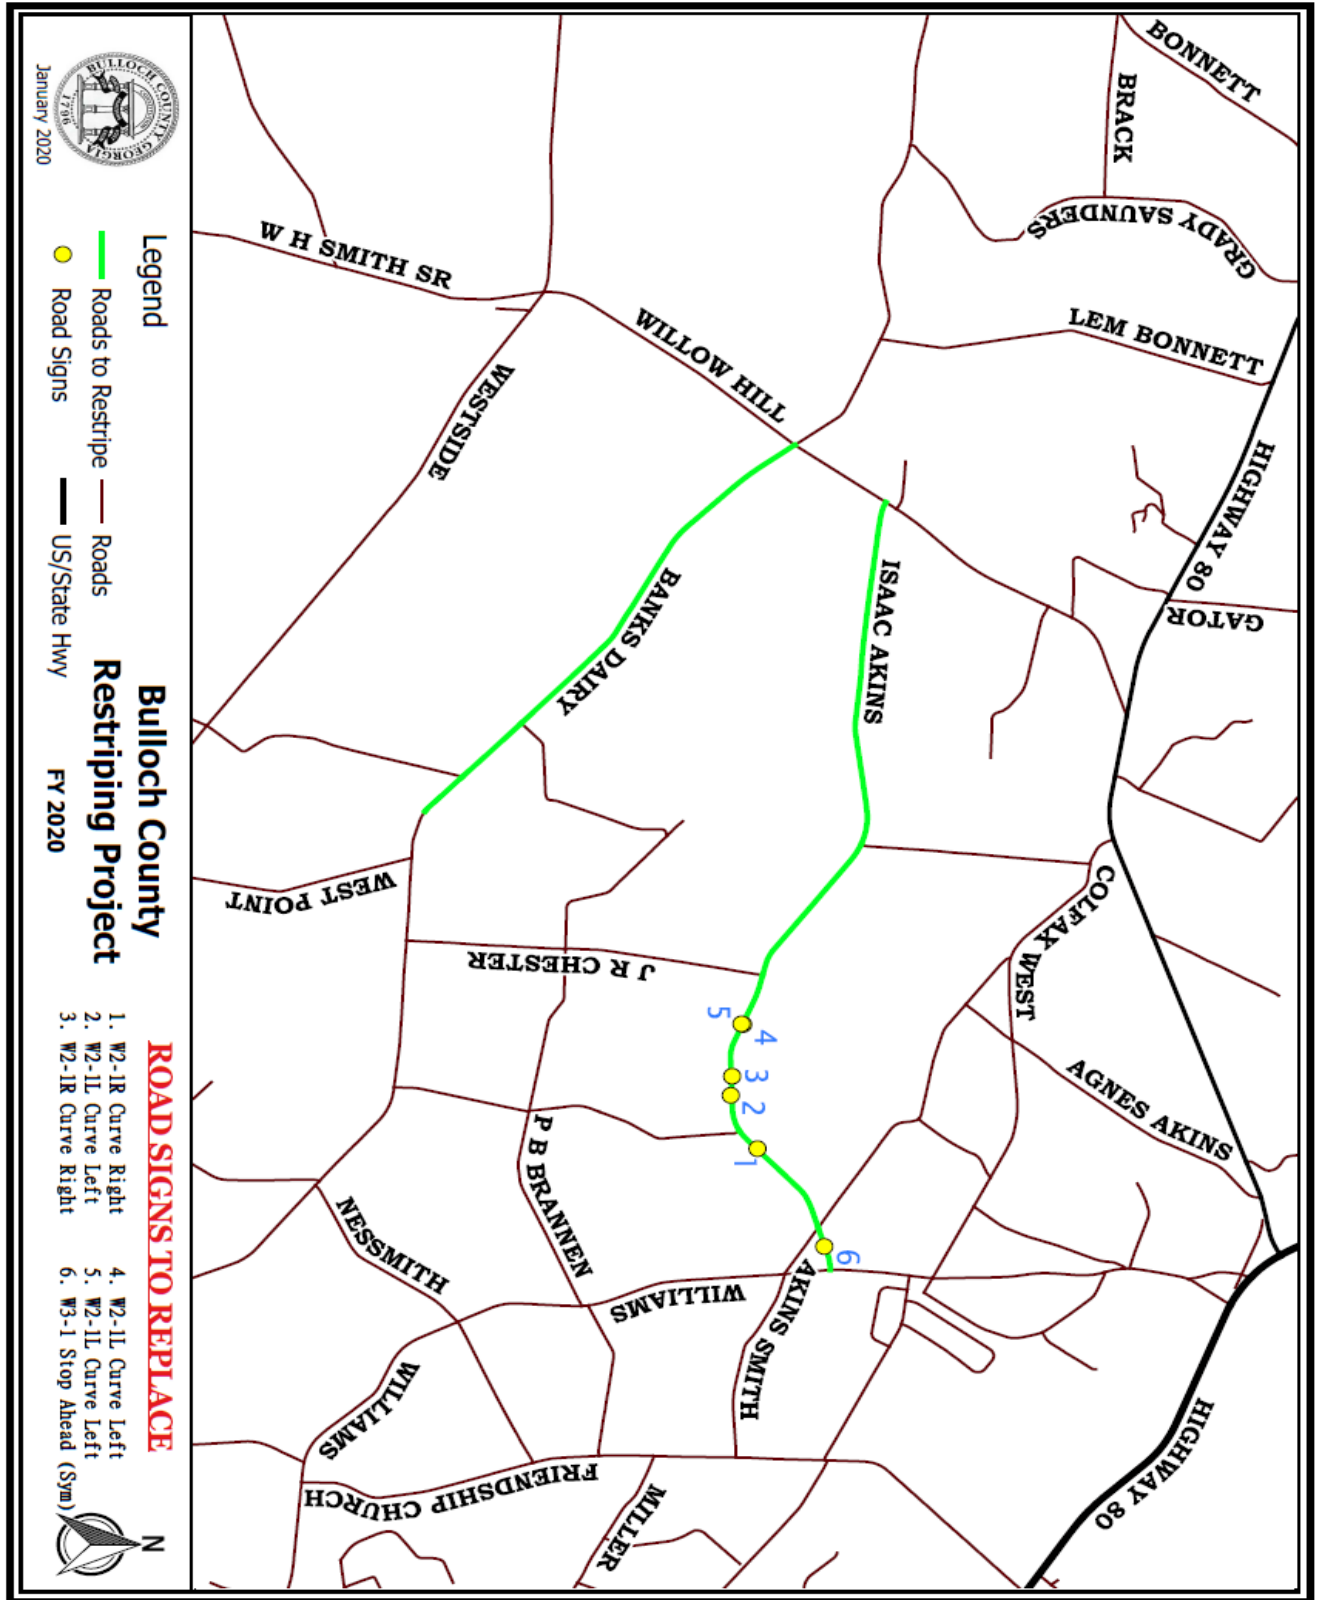 BONNETT
BRACK
GRADY SAUNDERS
W H SMITH SR
WILLOW HILL
LEM BONNETT
WESTSIDE
HIGHWAY 80
GATOR
BANKS DAIRY
ISAAC AKINS
COLFAX WEST
WEST POINT
J R CHESTER
AGNES AKINS
5
4
3
2
1
6
P B BRANNEN
NESSMITH
WILLIAMS
AKINS SMITH
WILLIAMS
FRIENDSHIP CHURCH
MILLER
HIGHWAY 80
BULLOCH COUNTY GEORGIA
1796
CONSTITUTION
January 2020
Legend
Roads to Restripe
Roads
Road Signs
US/State Hwy
Bulloch County
Restriping Project
FY 2020
ROAD SIGNS TO REPLACE
1. W2-1R Curve Right
2. W2-1L Curve Left
3. W2-1R Curve Right
4. W2-1L Curve Left
5. W2-1L Curve Left
6. W3-1 Stop Ahead (Sym)
N